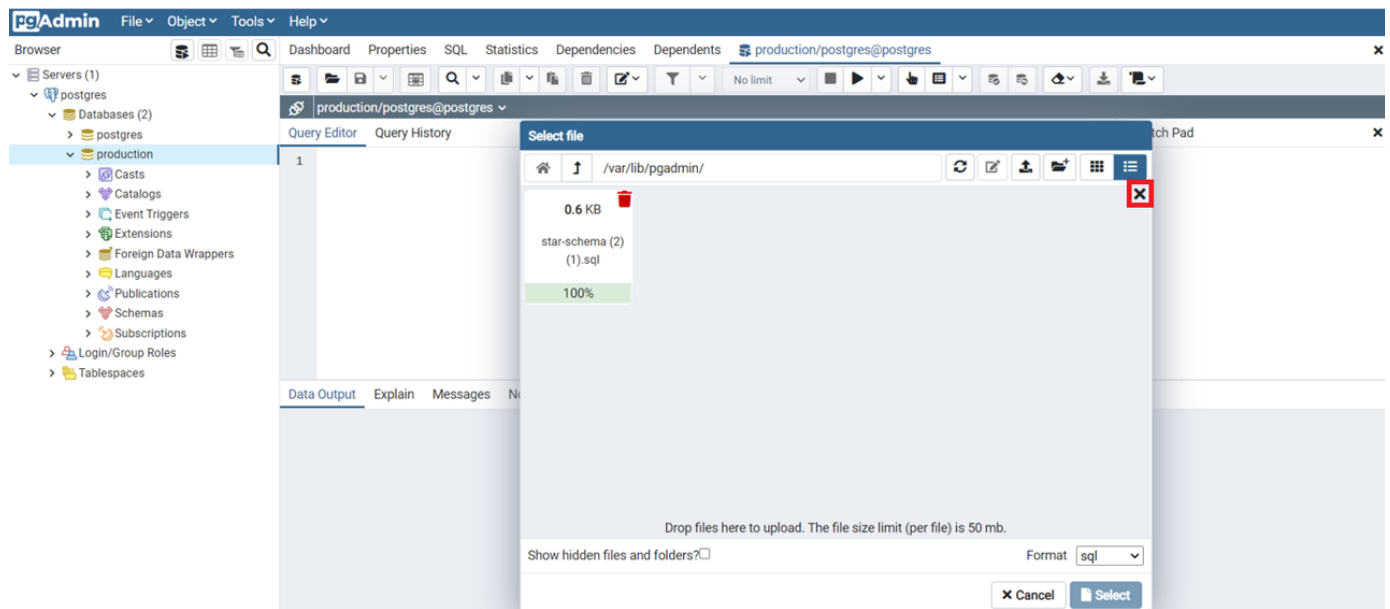 pgAdmin File Object Tools Help
Browser
Dashboard Properties SQL Statistics Dependencies Dependents production/postgres@postgres
Servers (1)
postgres
Databases (2)
postgres
production
Casts
Catalogs
Event Triggers
Extensions
Foreign Data Wrappers
Languages
Publications
Schemas
Subscriptions
Login/Group Roles
Tablespaces
No limit
production/postgres@postgres
Query Editor Query History
tch Pad
1
Select file
/var/lib/pgadmin/
0.6 KB
star-schema (2)
(1).sql
100%
Drop files here to upload. The file size limit (per file) is 50 mb.
Show hidden files and folders?
Format sql
Cancel Select
Data Output Explain Messages